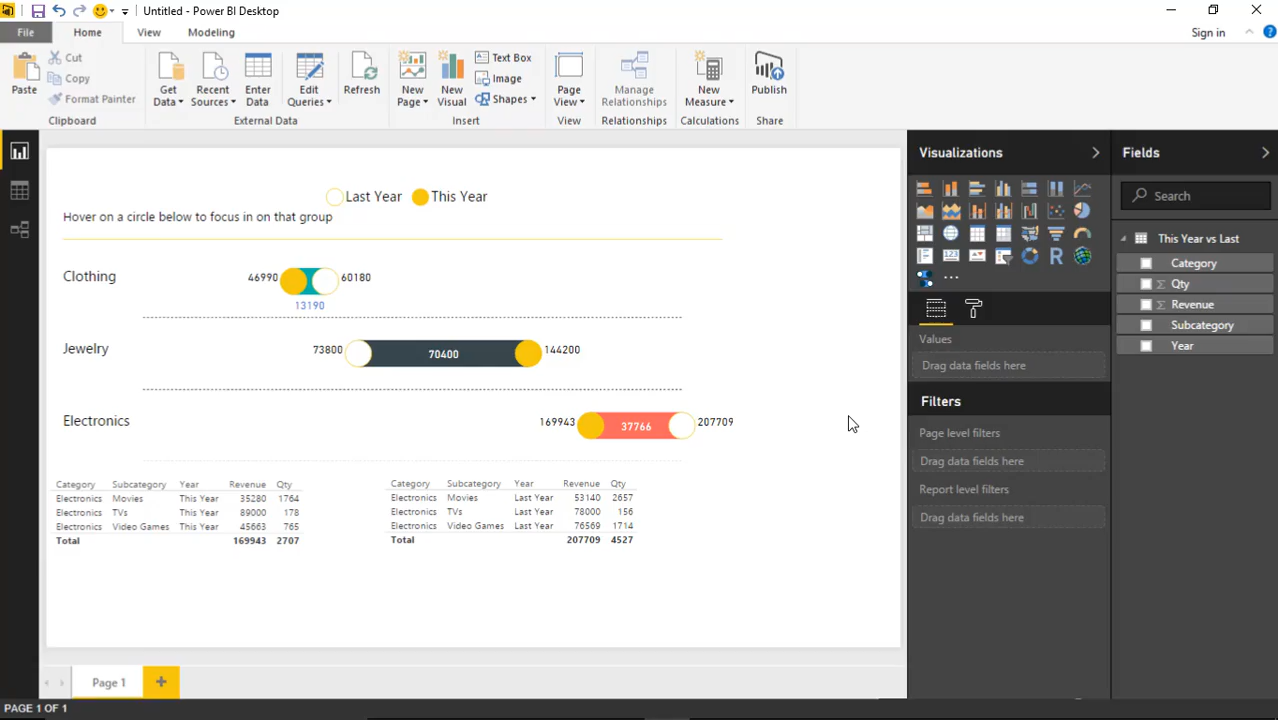 Untitled - Power BI Desktop
File Home View Modeling Sign in
Paste Cut Copy Format Painter Clipboard
Get Data Recent Sources Enter Data Edit Queries Refresh External Data
New Page New Visual Text Box Image Shapes Insert
Page View View
Manage Relationships Relationships
New Measure Calculations
Publish Share
Last Year This Year
Hover on a circle below to focus in on that group
Clothing 46990 60180
13190
Jewelry 73800 70400 144200
Electronics 169943 37766 207709
Category Subcategory Year Revenue Qty
Electronics Movies This Year 35280 1764
Electronics TVs This Year 89000 178
Electronics Video Games This Year 45663 765
Total 169943 2707
Category Subcategory Year Revenue Qty
Electronics Movies Last Year 53140 2657
Electronics TVs Last Year 78000 156
Electronics Video Games Last Year 76569 1714
Total 207709 4527
Visualizations
R
123
Values
Drag data fields here
Filters
Page level filters
Drag data fields here
Report level filters
Drag data fields here
Fields
Search
This Year vs Last
Category
Σ Qty
Σ Revenue
Subcategory
Year
Page 1
PAGE 1 OF 1